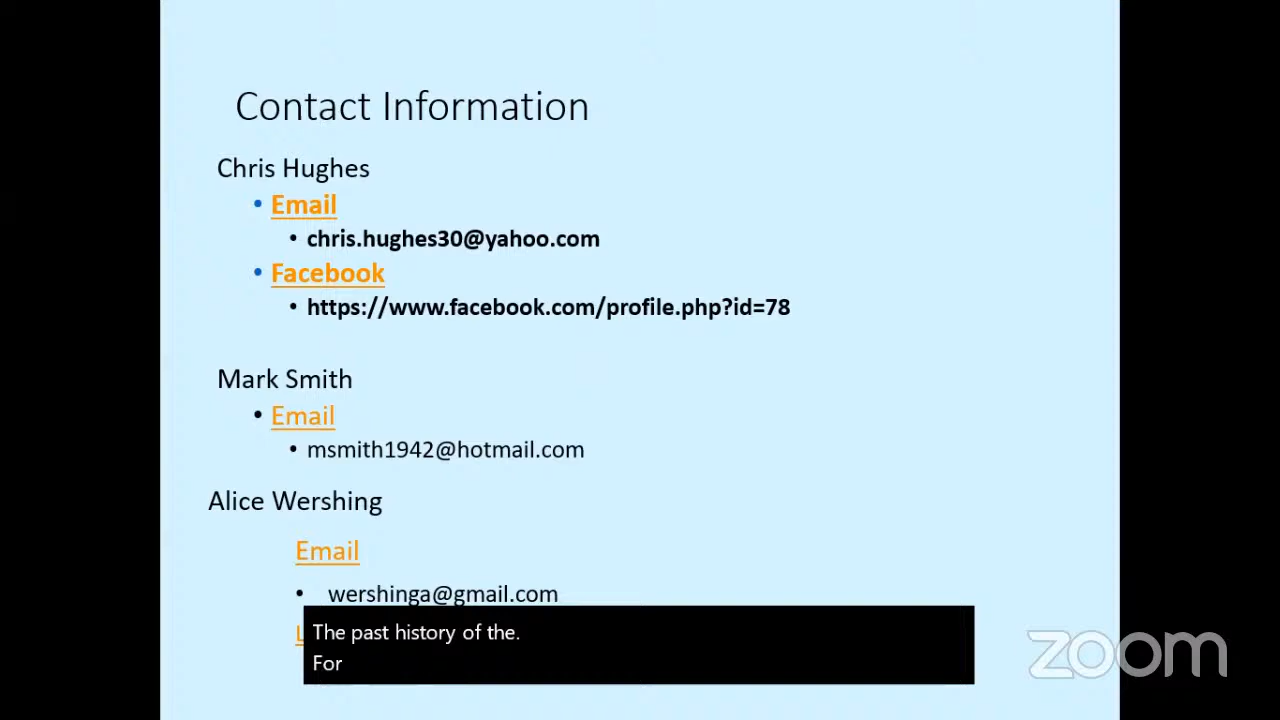 Contact Information
Chris Hughes
• Email
• chris.hughes30@yahoo.com
• Facebook
• https://www.facebook.com/profile.php?id=78
Mark Smith
• Email
• msmith1942@hotmail.com
Alice Wershing
Email
• wershinga@gmail.com
The past history of the.
For
zoom